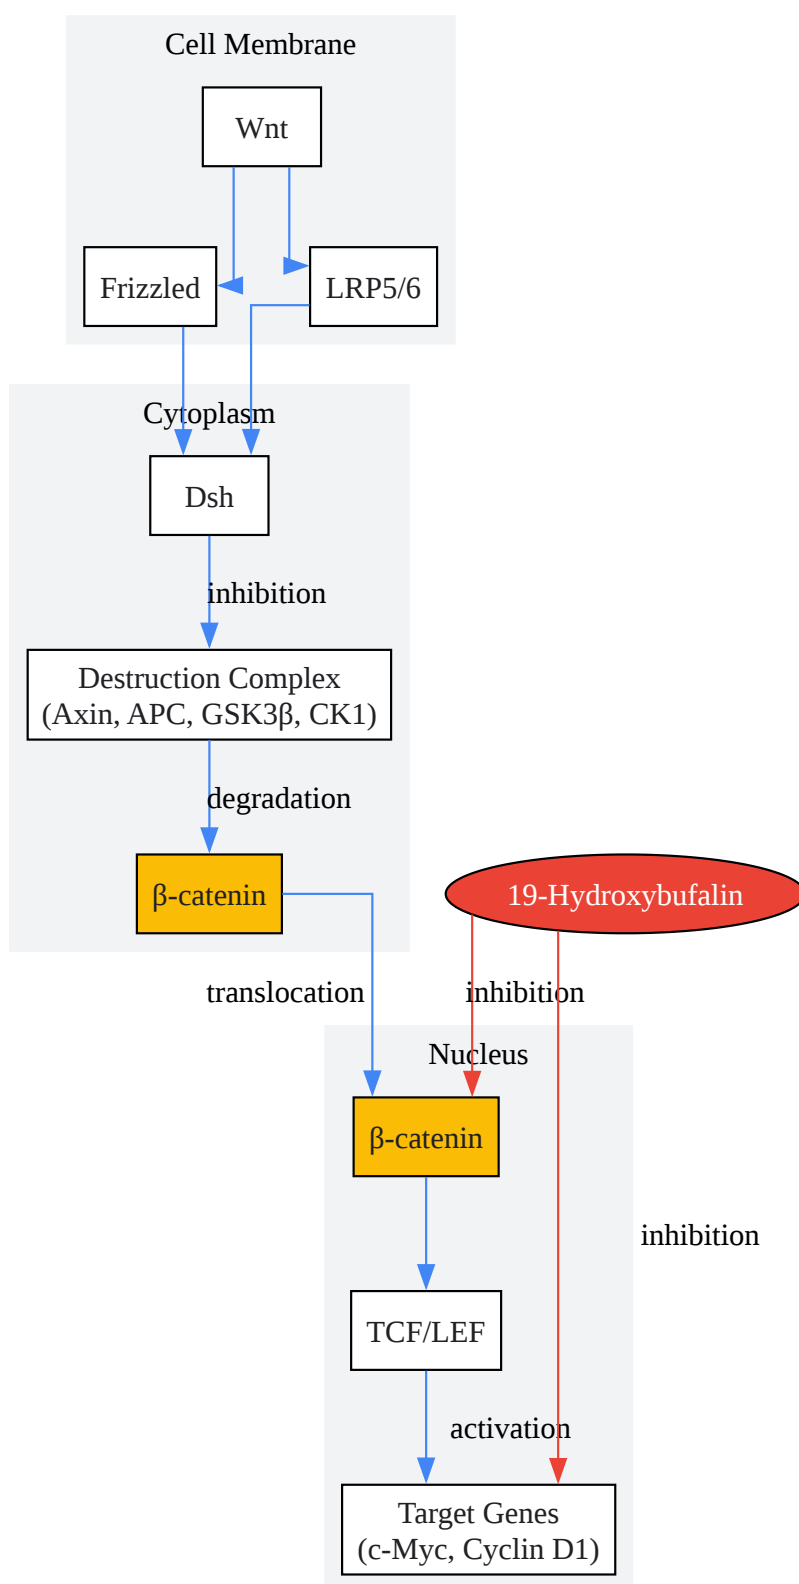 Cell Membrane
Wnt
Frizzled
LRP5/6
Cytoplasm
Dsh
inhibition
Destruction Complex
(Axin, APC, GSK3β, CK1)
degradation
β-catenin
19-Hydroxybufalin
translocation
inhibition
Nucleus
β-catenin
inhibition
TCF/LEF
activation
Target Genes
(c-Myc, Cyclin D1)